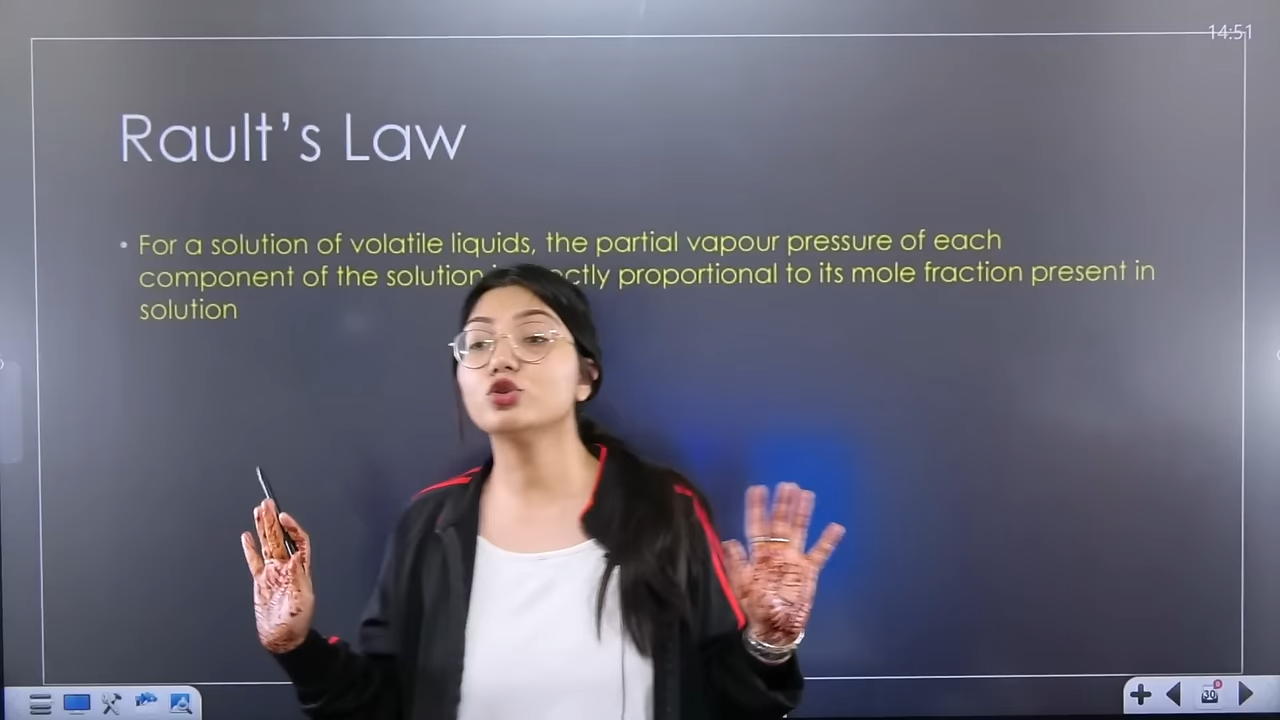 14:51
Rault's Law
• For a solution of volatile liquids, the partial vapour pressure of each
component of the solution proportional to its mole fraction present in
solution
30